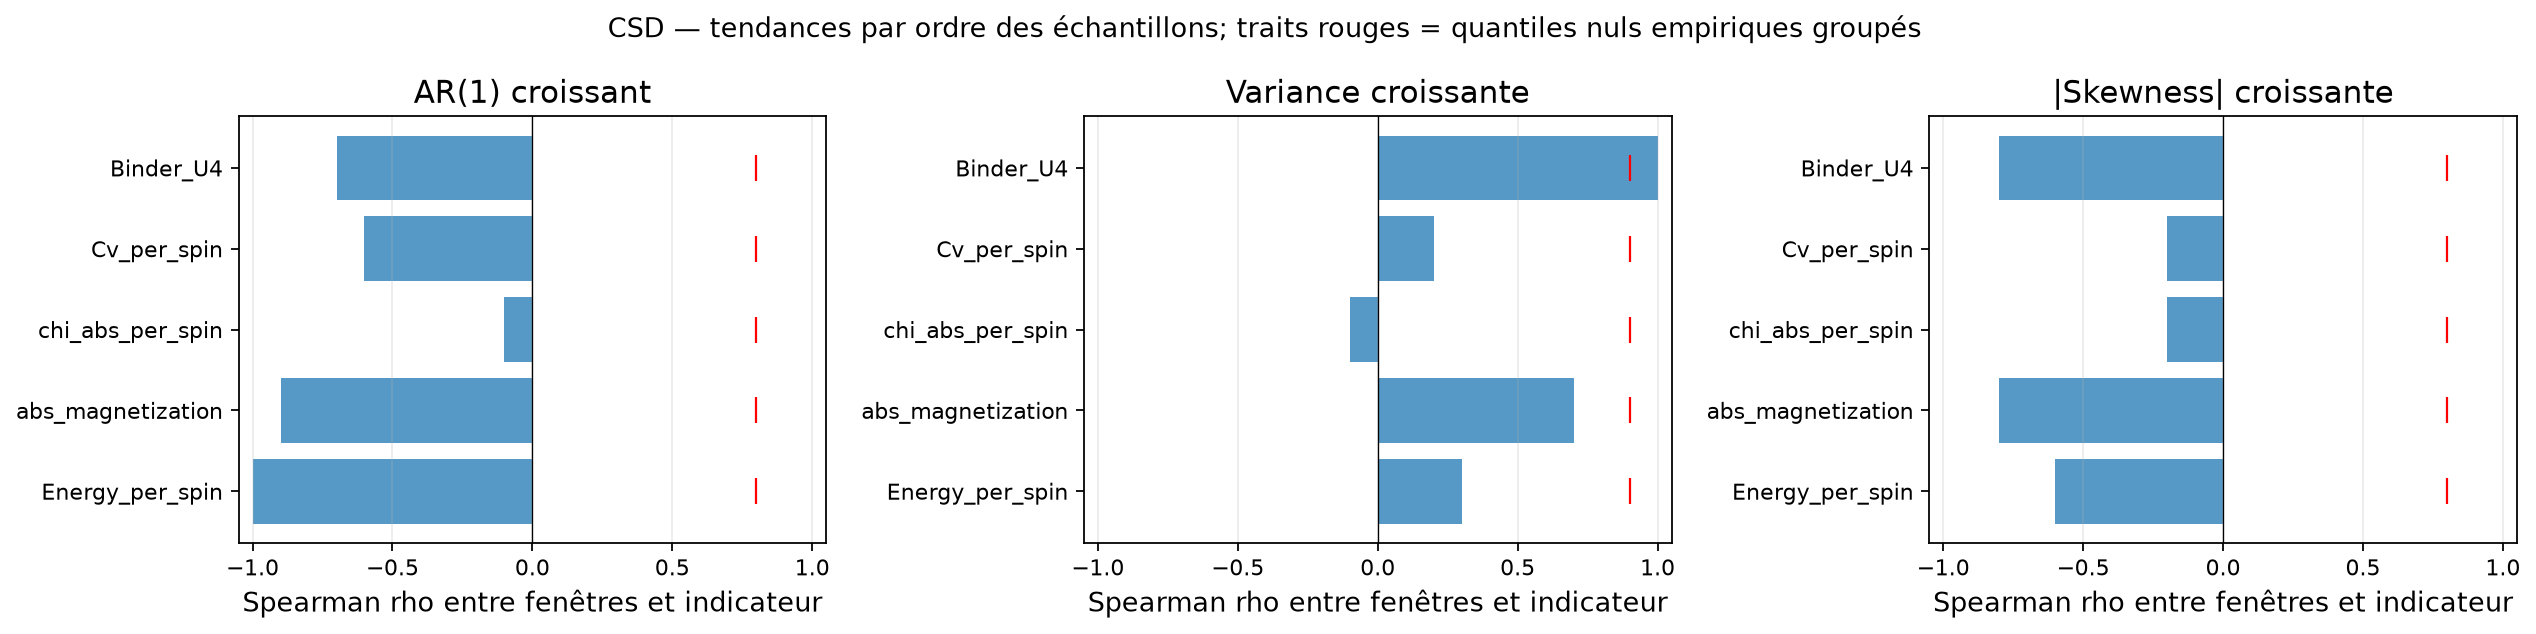 CSD — tendances par ordre des échantillons; traits rouges = quantiles nuls empiriques groupés
AR(1) croissant
Binder_U4
Cv_per_spin
chi_abs_per_spin
abs_magnetization
Energy_per_spin
−1.0 −0.5 0.0 0.5 1.0
Spearman rho entre fenêtres et indicateur
Variance croissante
Binder_U4
Cv_per_spin
chi_abs_per_spin
abs_magnetization
Energy_per_spin
−1.0 −0.5 0.0 0.5 1.0
Spearman rho entre fenêtres et indicateur
|Skewness| croissante
Binder_U4
Cv_per_spin
chi_abs_per_spin
abs_magnetization
Energy_per_spin
−1.0 −0.5 0.0 0.5 1.0
Spearman rho entre fenêtres et indicateur